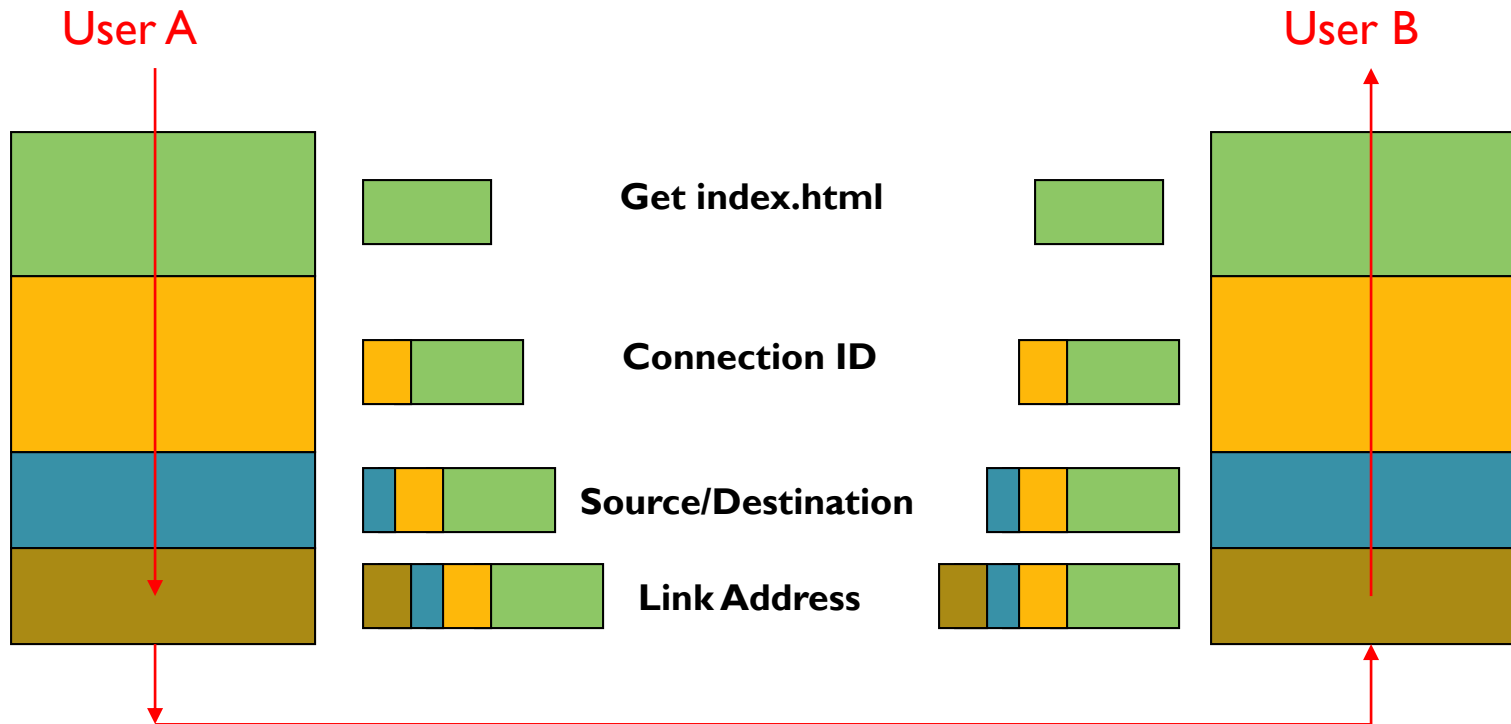 User A
User B
Get index.html
Connection ID
Source/Destination
Link Address